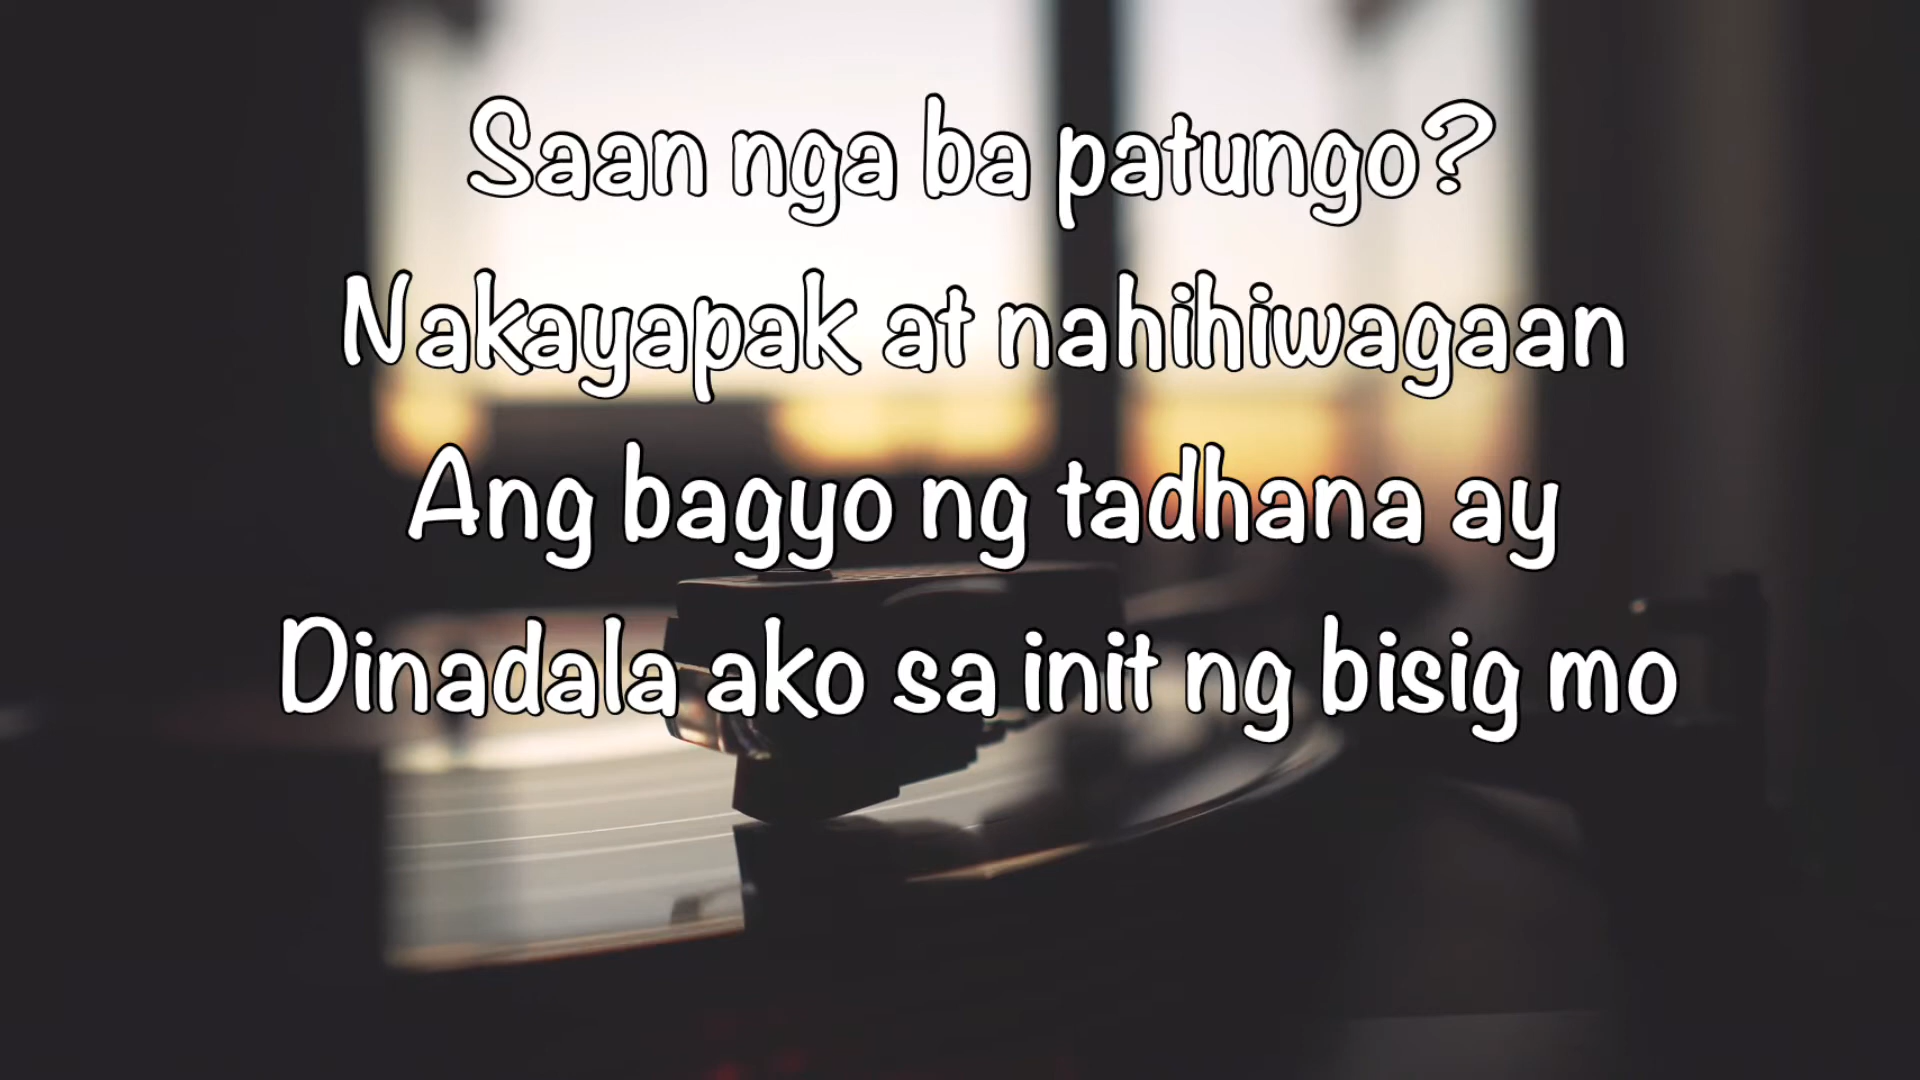 Saan nga ba patungo?
Nakayapak at nahihiwagaan
Ang bagyo ng tadhana ay
Dinadala ako sa init ng bisig mo